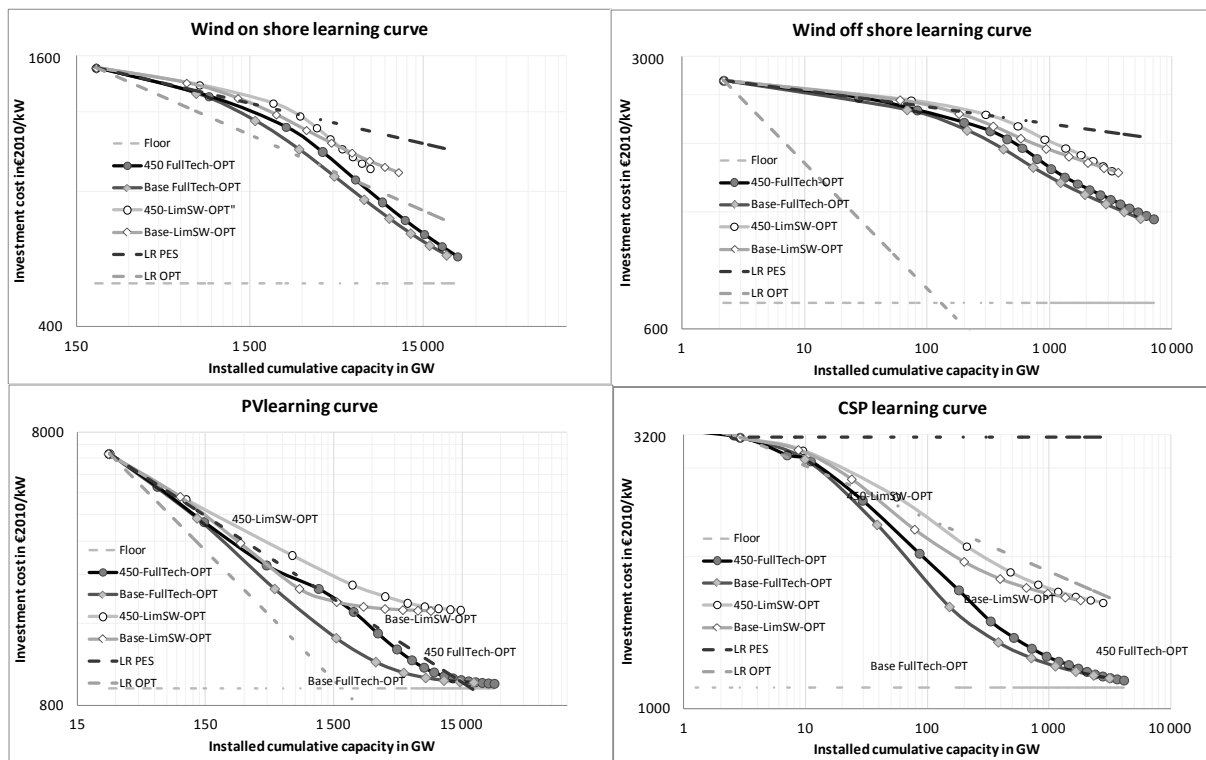 Wind on shore learning curve
1600
Investment cost in€2010/kW
Floor
450 FullTech-OPT
Base FullTech-OPT
450-LimSW-OPT"
Base-LimSW-OPT
LR PES
LR OPT
400
150
1 500
15 000
Installed cumulative capacity in GW
Wind off shore learning curve
3000
Investment cost in€2010/kW
Floor
450-FullTech-OPT
Base-FullTech-OPT
450-LimSW-OPT
Base-LimSW-OPT
LR PES
LR OPT
600
1
10
100
1 000
10 000
Installed cumulative capacity in GW
PVlearning curve
8000
Investment cost in €2010/kW
450-LimSW-OPT
Floor
450-FullTech-OPT
Base-FullTech-OPT
450-LimSW-OPT
Base-LimSW-OPT
LR PES
LR OPT
Base-LimSW-OPT
450 FullTech-OPT
Base FullTech-OPT
800
15
150
1 500
15 000
Installed cumulative capacity in GW
CSP learning curve
3200
Investment cost in€2010/kW
450-LimSW-OPT
Floor
450-FullTech-OPT
Base-FullTech-OPT
450-LimSW-OPT
Base-LimSW-OPT
LR PES
LR OPT
Base-LimSW-OPT
450 FullTech-OPT
Base FullTech-OPT
1000
1
10
100
1 000
10 000
Installed cumulative capacity in GW